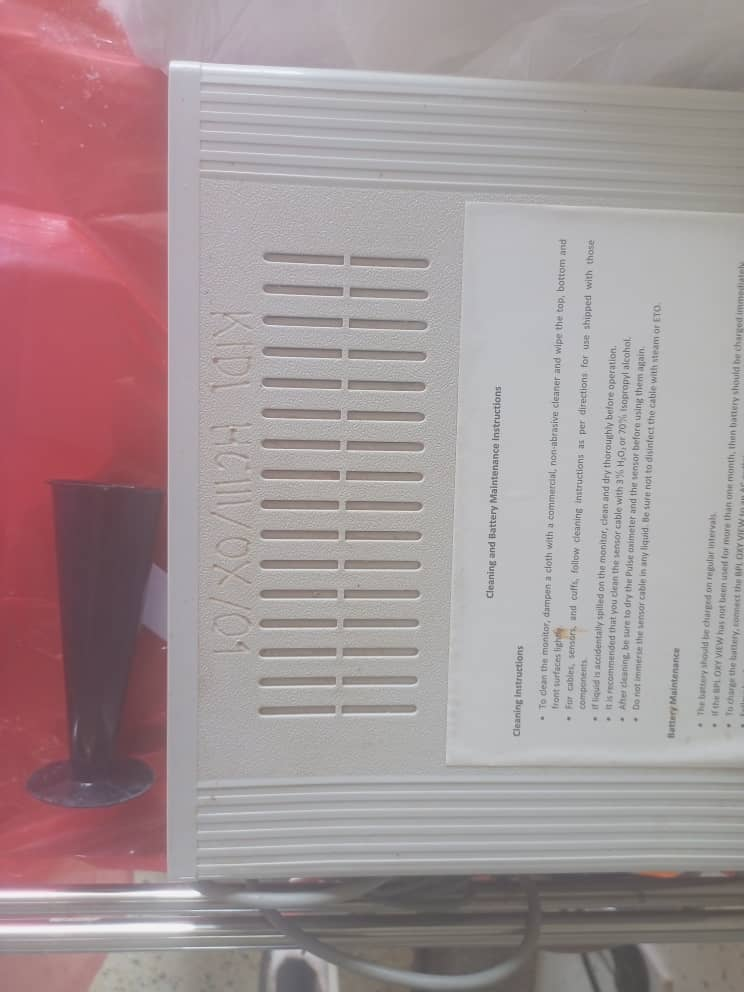 Cleaning and Battery Maintenance Instructions
Cleaning Instructions
• To clean the monitor, dampen a cloth with a commercial, non-abrasive cleaner and wipe the top, bottom and
front surfaces lightly.
• For cables, sensors, and cuffs, follow cleaning instructions as per directions for use shipped with those
components.
• If liquid is accidentally spilled on the monitor, clean and dry thoroughly before operation.
• It is recommended that you clean the sensor cable with 3% H₂O₂ or 70% Isopropyl alcohol.
• After cleaning, be sure to dry the Pulse oximeter and the sensor before using them again.
• Do not immerse the sensor cable in any liquid. Be sure not to disinfect the cable with steam or ETO.
Battery Maintenance
• The battery should be charged on regular intervals.
• If the BPL OXY VIEW has not been used for more than one month, then battery should be charged immediately
• To charge the battery, connect the BPL OXY VIEW to